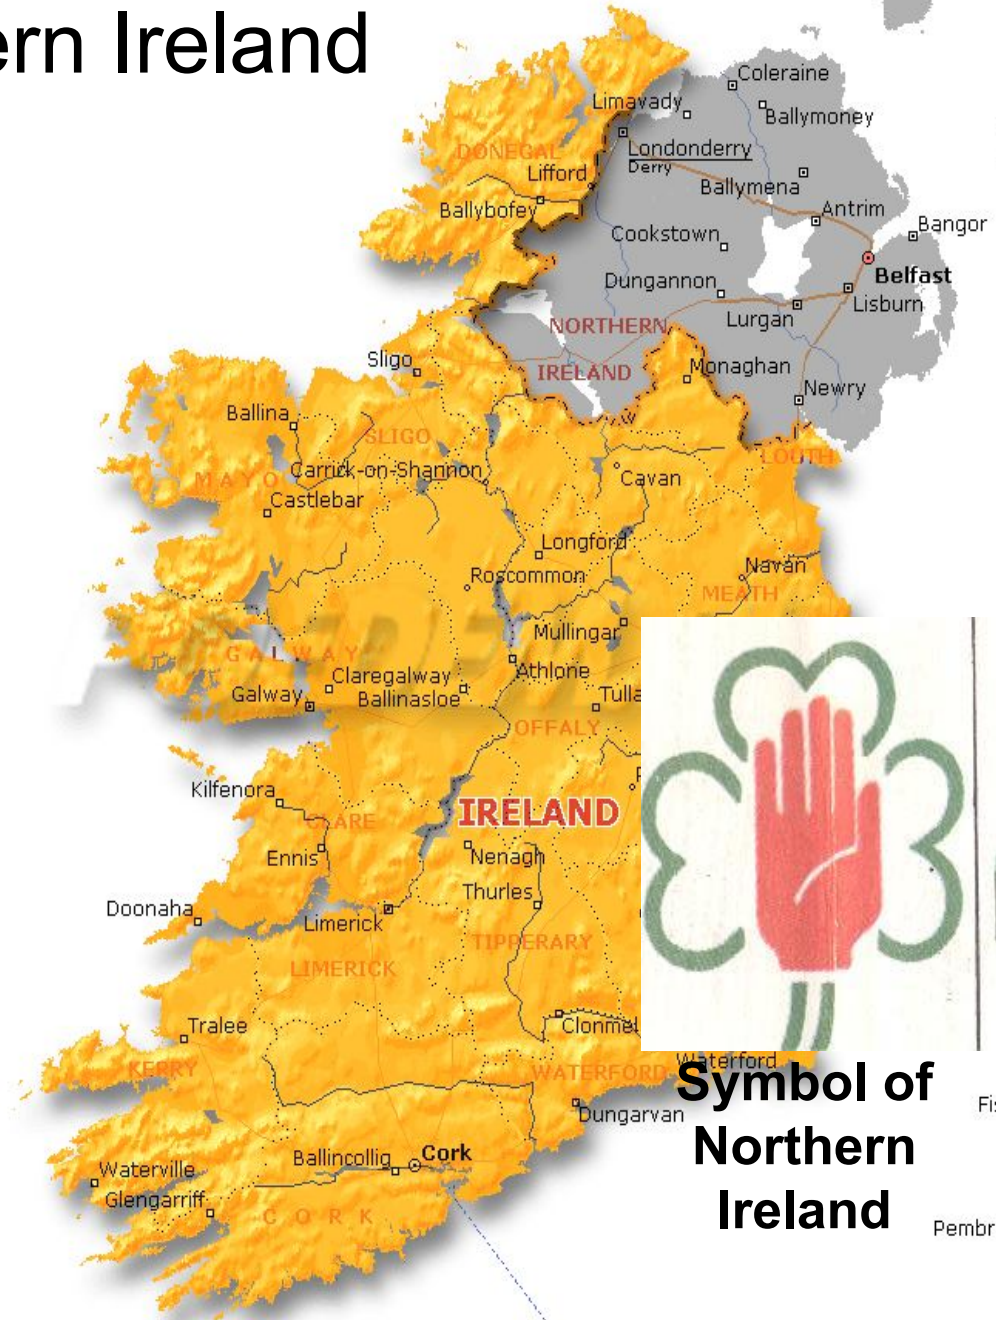 ern Ireland
Coleraine
Limavady
Ballymoney
DONEGAL
Londonderry
Derry
Lifford
Ballymena
Ballybofey
Antrim
Bangor
Cookstown
Belfast
Dungannon
Lisburn
Lurgan
NORTHERN
IRELAND
Sligo
Monaghan
Newry
Ballina
SLIGO
LOUTH
Carrick-on-Shannon
MAYO
Cavan
Castlebar
Longford
Navan
Roscommon
MEATH
Mullingar
GALWAY
Athlone
Claregalway
Galway
Ballinasloe
Tulla
OFFALY
Kilfenora
IRELAND
CLARE
Ennis
Nenagh
Thurles
Doonaha
Limerick
TIPPERARY
LIMERICK
Clonmel
Tralee
Waterford
KERRY
WATERFORD
Symbol of
Northern
Ireland
Dungarvan
Fis
Ballincollig
Cork
Waterville
Glengarriff
CORK
Pembr